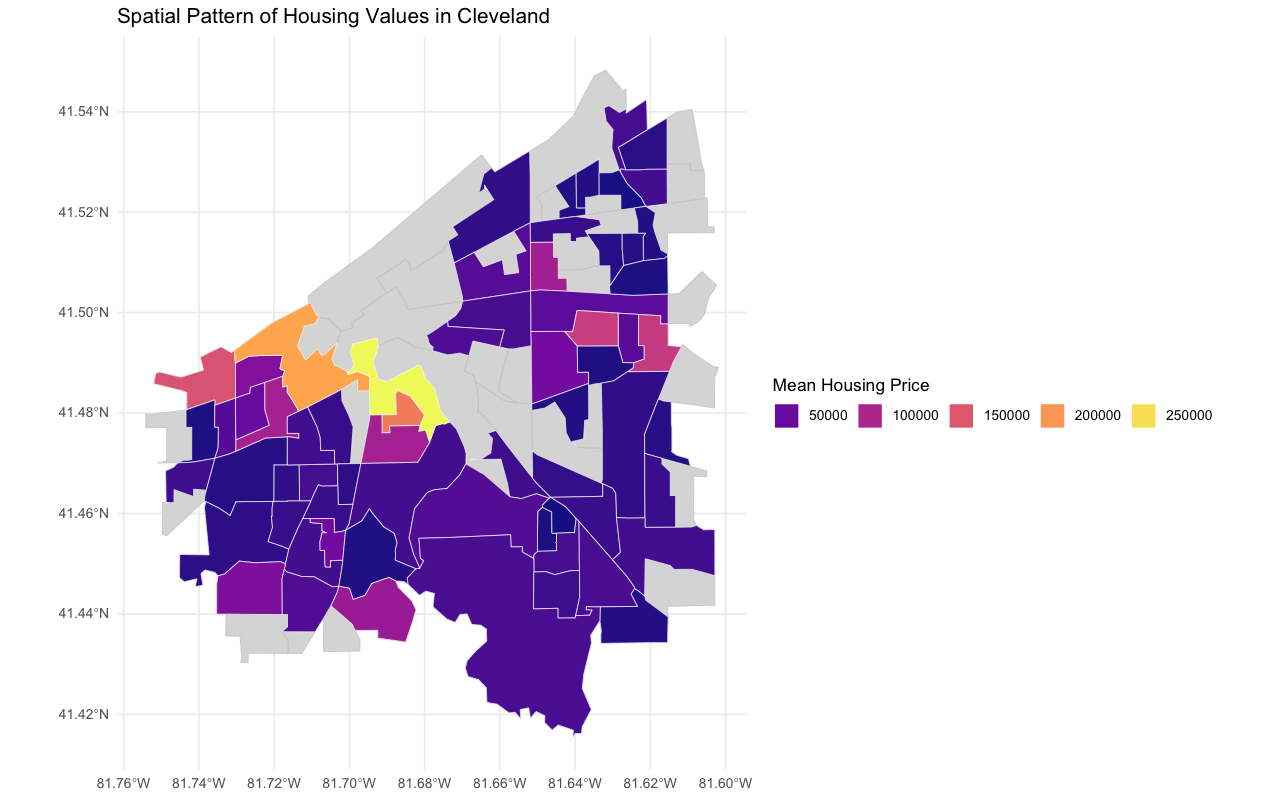 Spatial Pattern of Housing Values in Cleveland
41.54°N
41.52°N
41.50°N
41.48°N
41.46°N
41.44°N
41.42°N
81.76°W 81.74°W 81.72°W 81.70°W 81.68°W 81.66°W 81.64°W 81.62°W 81.60°W
Mean Housing Price
50000 100000 150000 200000 250000